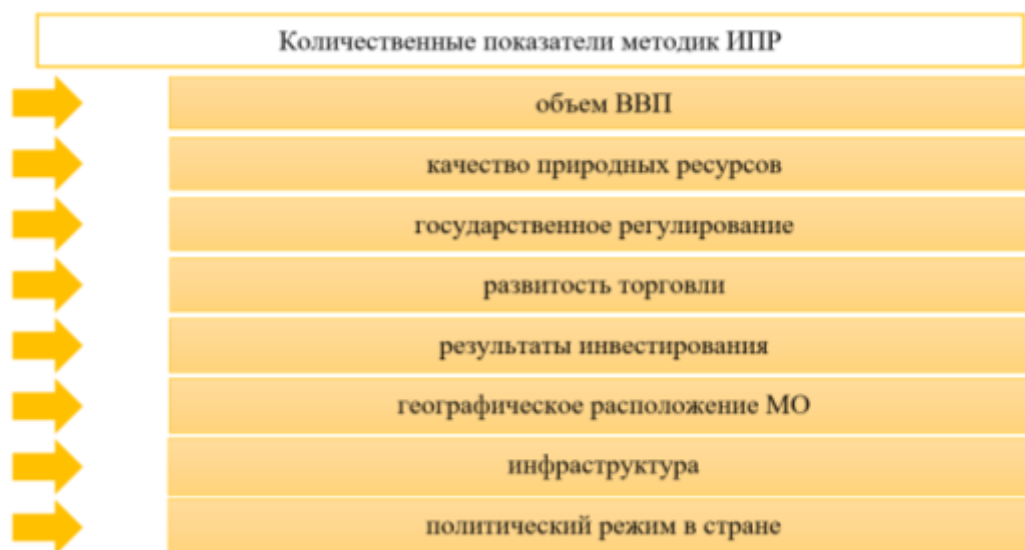 Количественные показатели методик ИПР
объем ВВП
качество природных ресурсов
государственное регулирование
развитость торговли
результаты инвестирования
географическое расположение МО
инфраструктура
политический режим в стране